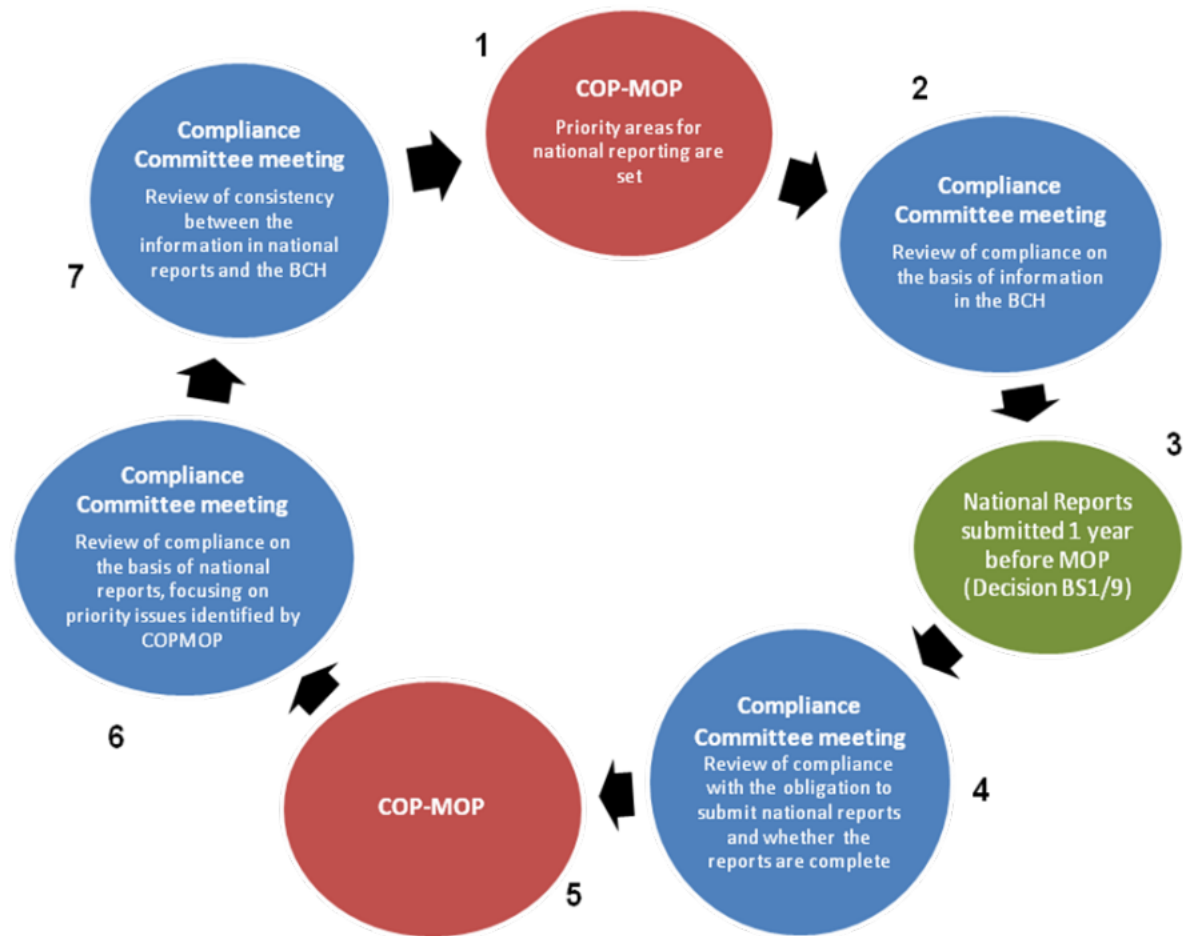 1
COP-MOP
Priority areas for
national reporting are
set
2
Compliance
Committee meeting
Review of compliance on
the basis of information
in the BCH
3
National Reports
submitted 1 year
before MOP
(Decision BS1/9)
4
Compliance
Committee meeting
Review of compliance
with the obligation to
submit national reports
and whether the
reports are complete
5
COP-MOP
6
Compliance
Committee meeting
Review of compliance on
the basis of national
reports, focusing on
priority issues identified by
COPMOP
7
Compliance
Committee meeting
Review of consistency
between the
information in national
reports and the BCH